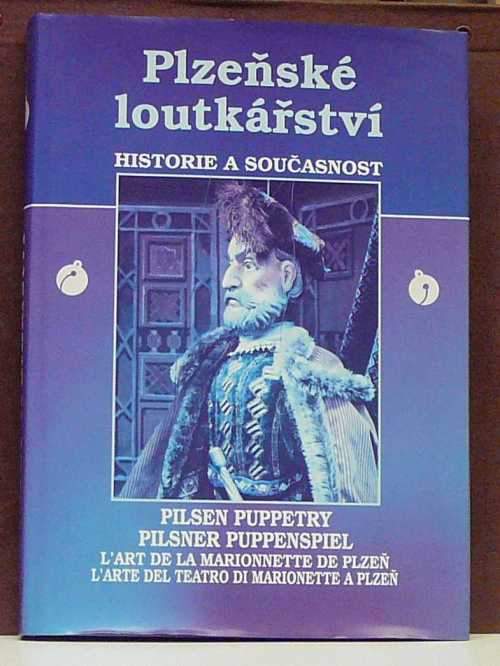 Plzeňské
loutkářství
HISTORIE A SOUČASNOST
PILSEN PUPPETRY
PILSNER PUPPENSPIEL
L'ART DE LA MARIONNETTE DE PLZEŇ
L'ARTE DEL TEATRO DI MARIONETTE A PLZEŇ